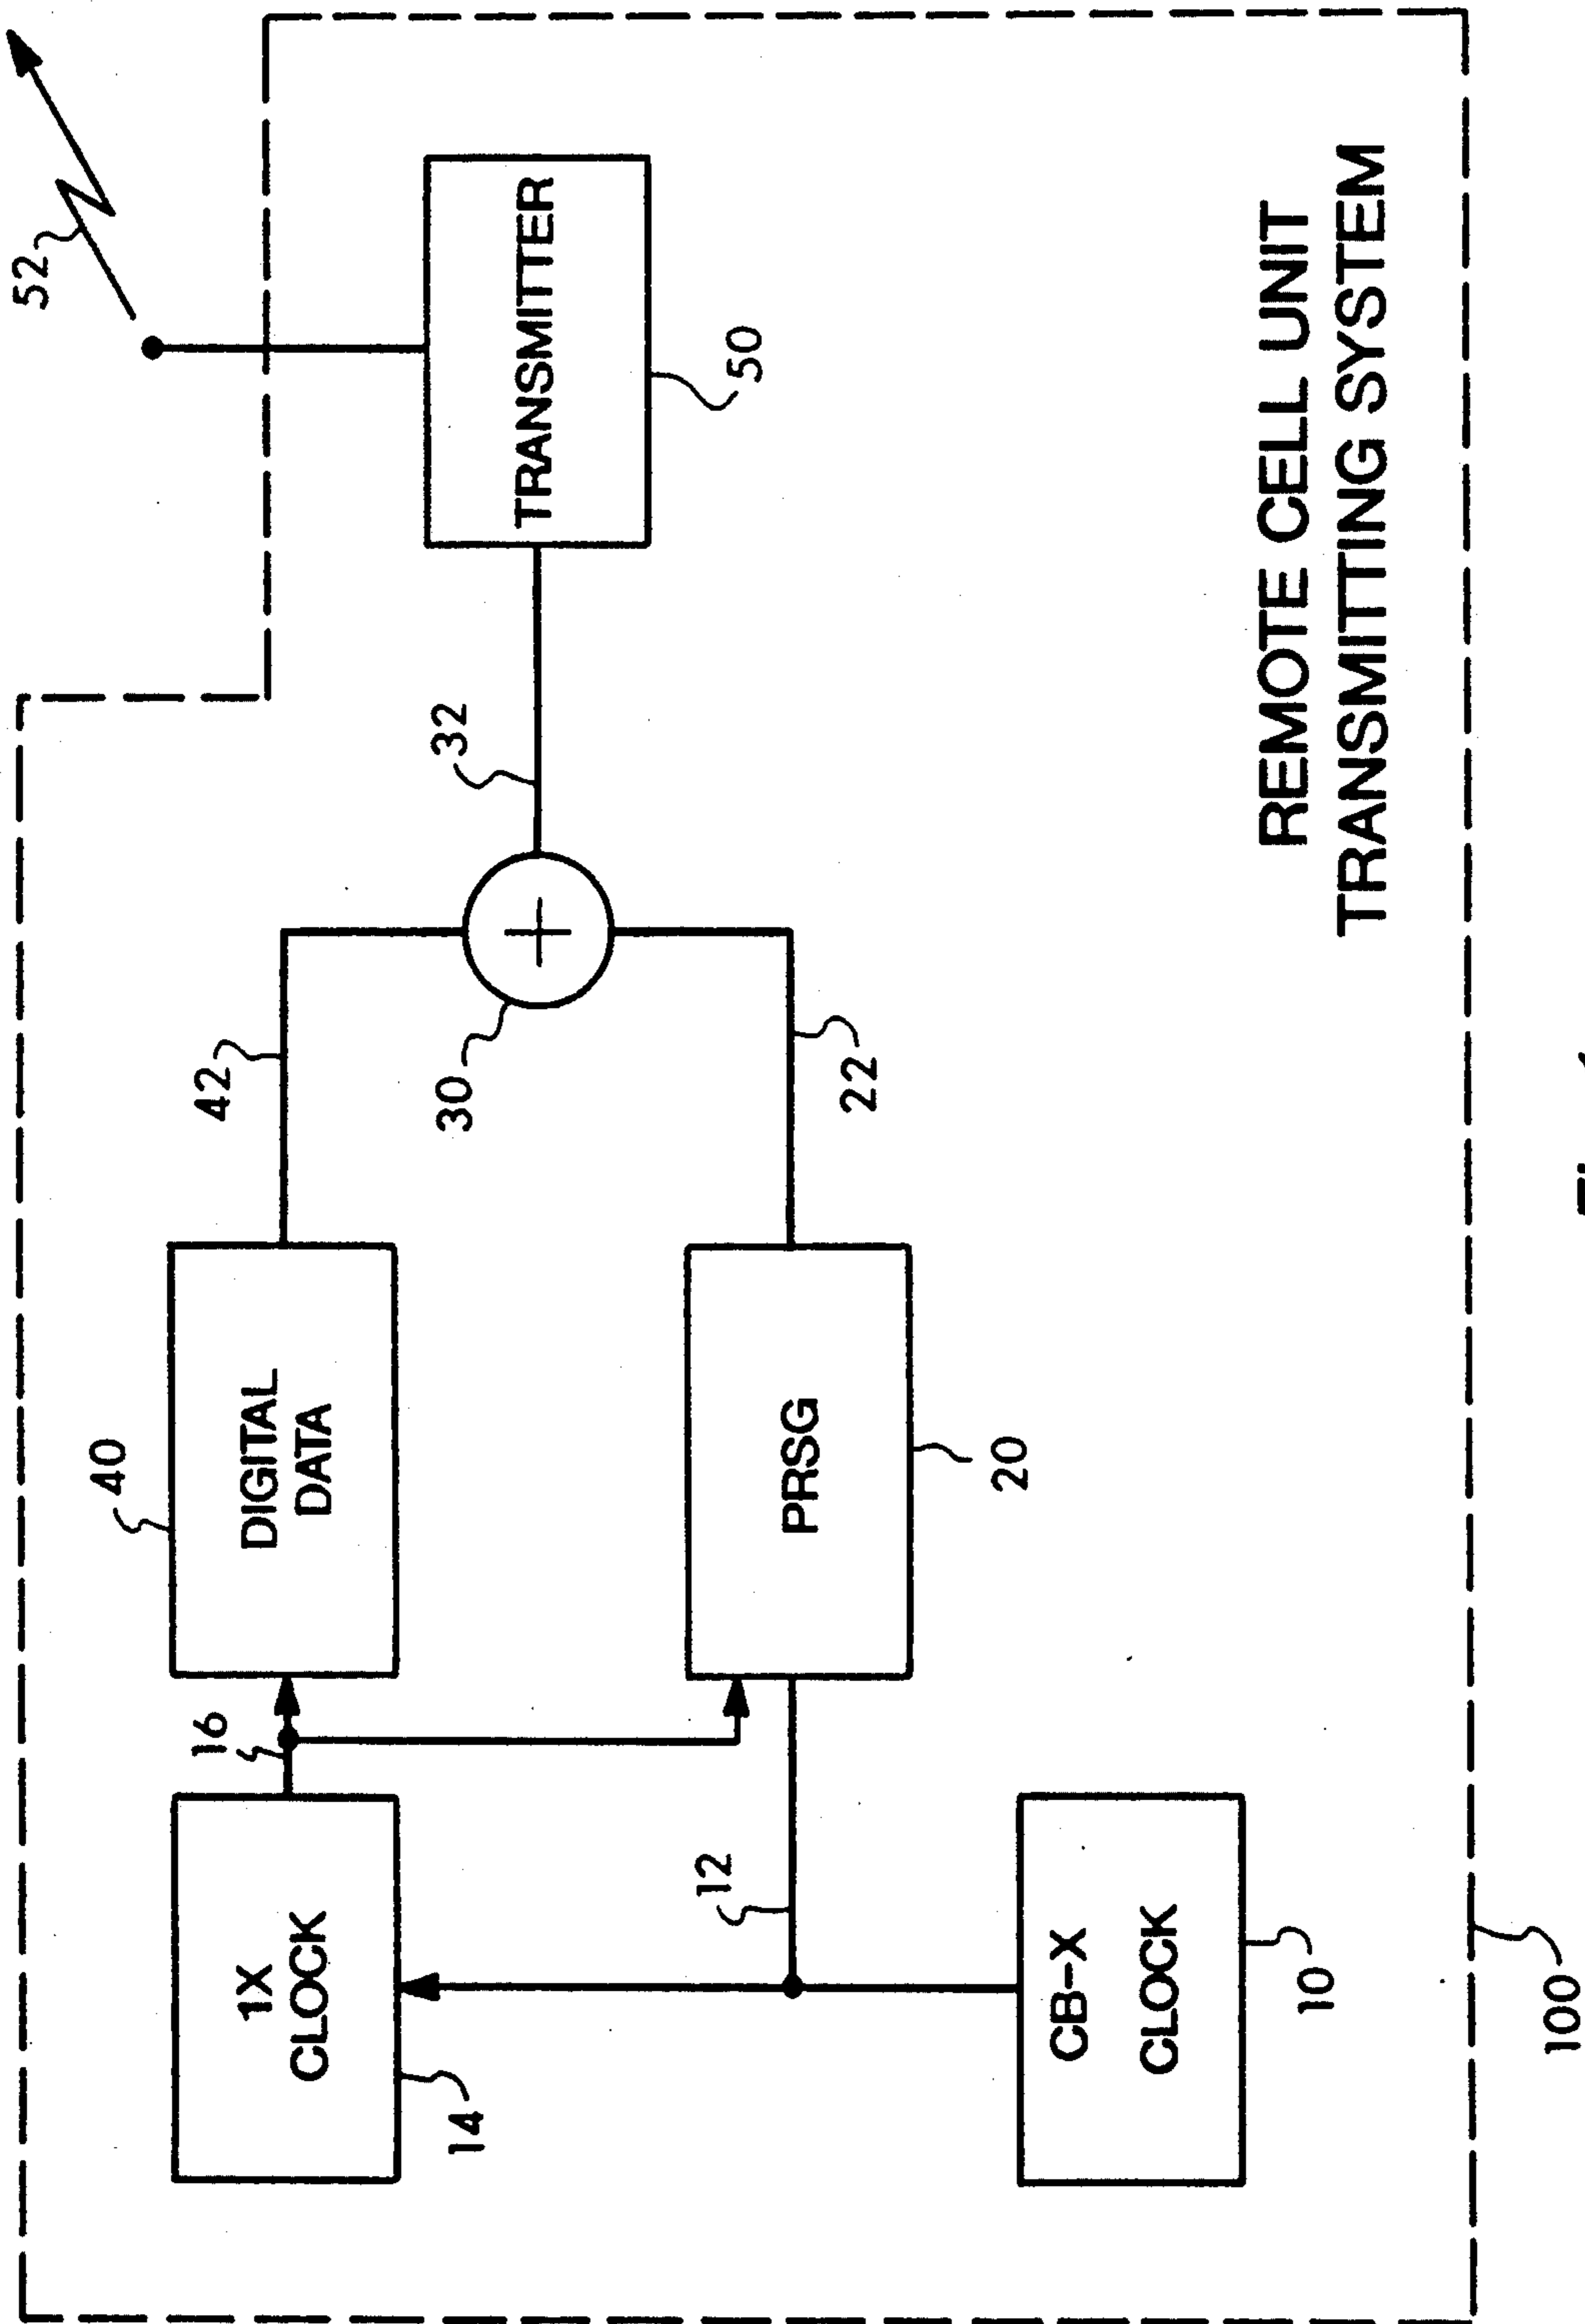 52
TRANSMITTER
50
32
42
30
22
40
DIGITAL
DATA
PRSG
20
16
1X
CLOCK
14
12
CB-X
CLOCK
10
100
REMOTE CELL UNIT
TRANSMITTING SYSTEM